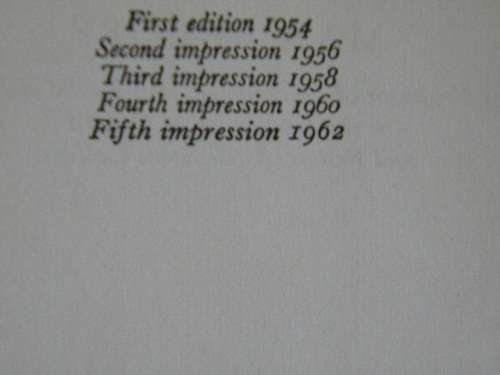 First edition 1954
Second impression 1956
Third impression 1958
Fourth impression 1960
Fifth impression 1962